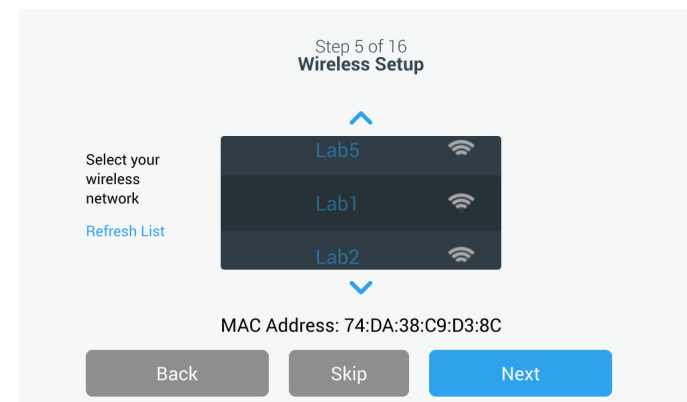 Step 5 of 16
Wireless Setup
Select your
wireless
network
Refresh List
Lab5
Lab1
Lab2
MAC Address: 74:DA:38:C9:D3:8C
Back
Skip
Next